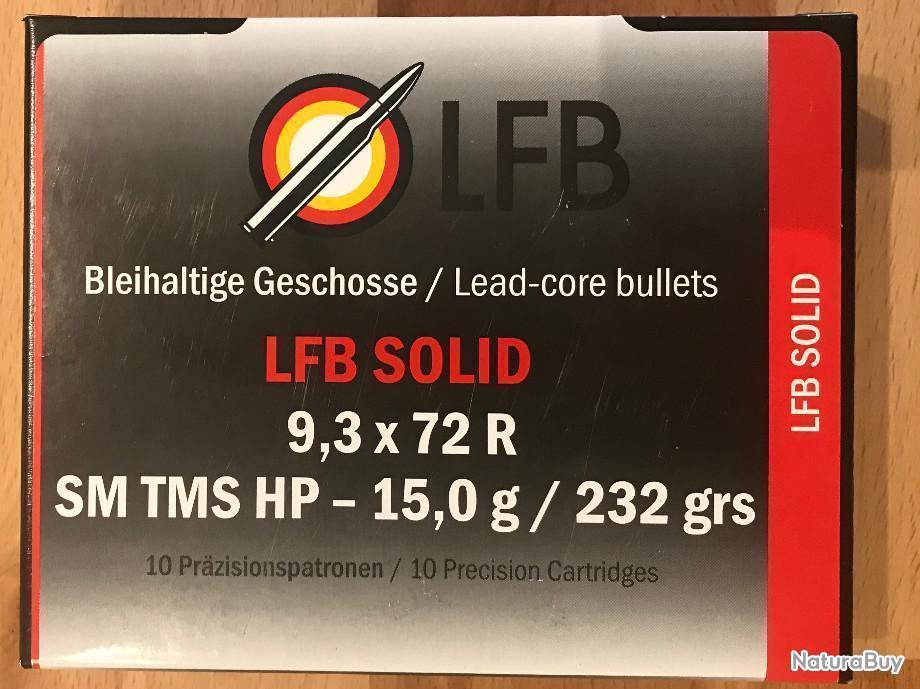 LFB
Bleihaltige Geschosse / Lead-core bullets
LFB SOLID
9,3 x 72 R
SM TMS HP – 15,0 g / 232 grs
10 Präzisionspatronen / 10 Precision Cartridges
LFB SOLID
NaturaBuy